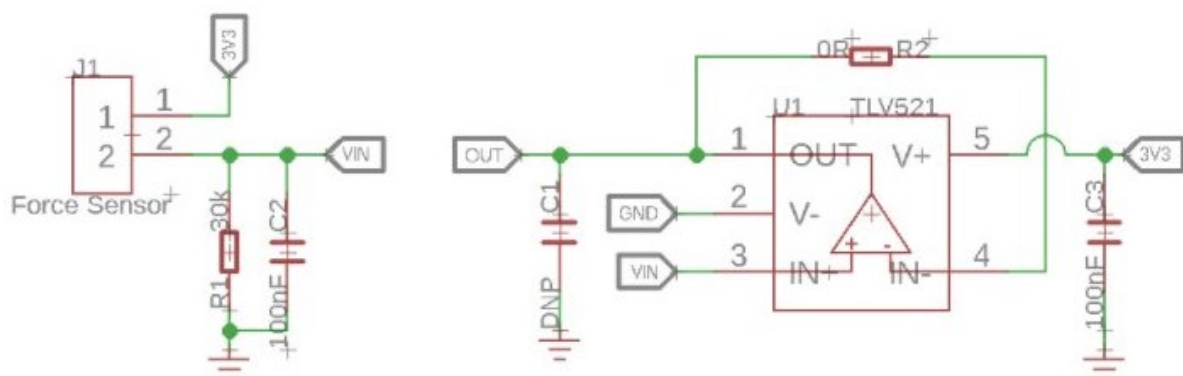 J1
3V3
1 1
2 2
VIN
Force Sensor
30k
R1
C2
100nF
0R R2
U1 TLV521
OUT
1
OUT
V+
5
3V3
C1
DNP
GND
2
V-
VIN
3
IN+
IN-
4
+ -
C3
100nF